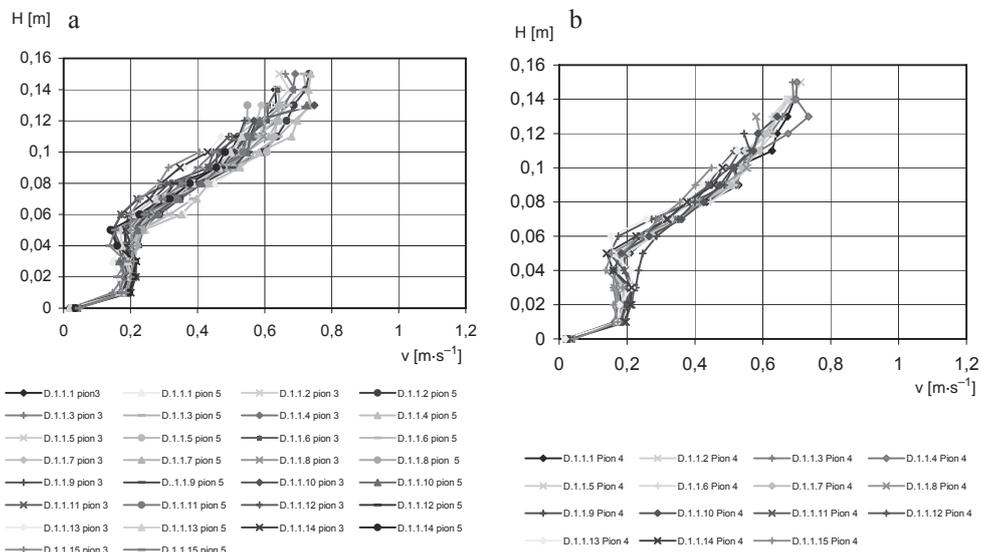 a
H [m]
0,16
0,14
0,12
0,1
0,08
0,06
0,04
0,02
0
0 0,2 0,4 0,6 0,8 1 1,2
v [m·s⁻¹]
D.1.1.1 pion3 D.1.1.1 pion 5 D.1.1.2 pion 3 D.1.1.2 pion 5
D.1.1.3 pion 3 D.1.1.3 pion 5 D.1.1.4 pion 3 D.1.1.4 pion 5
D.1.1.5 pion 3 D.1.1.5 pion 5 D.1.1.6 pion 3 D.1.1.6 pion 5
D.1.1.7 pion 3 D.1.1.7 pion 5 D.1.1.8 pion 3 D.1.1.8 pion 5
D.1.1.9 pion 3 D..1.1.9 pion 5 D.1.1.10 pion 3 D.1.1.10 pion 5
D.1.1.11 pion 3 D.1.1.11 pion 5 D.1.1.12 pion 3 D.1.1.12 pion 5
D.1.1.13 pion 3 D.1.1.13 pion 5 D.1.1.14 pion 3 D.1.1.14 pion 5
D.1.1.15 pion 3 D.1.1.15 pion 5
b
H [m]
0,16
0,14
0,12
0,1
0,08
0,06
0,04
0,02
0
0 0,2 0,4 0,6 0,8 1 1,2
v [m·s⁻¹]
D.1.1.1 Pion 4 D.1.1.2 Pion 4 D.1.1.3 Pion 4 D.1.1.4 Pion 4
D.1.1.5 Pion 4 D.1.1.6 Pion 4 D.1.1.7 Pion 4 D.1.1.8 Pion 4
D.1.1.9 Pion 4 D.1.1.10 Pion 4 D.1.1.11 Pion 4 D.1.1.12 Pion 4
D.1.1.13 Pion 4 D.1.1.14 Pion 4 D.1.1.15 Pion 4